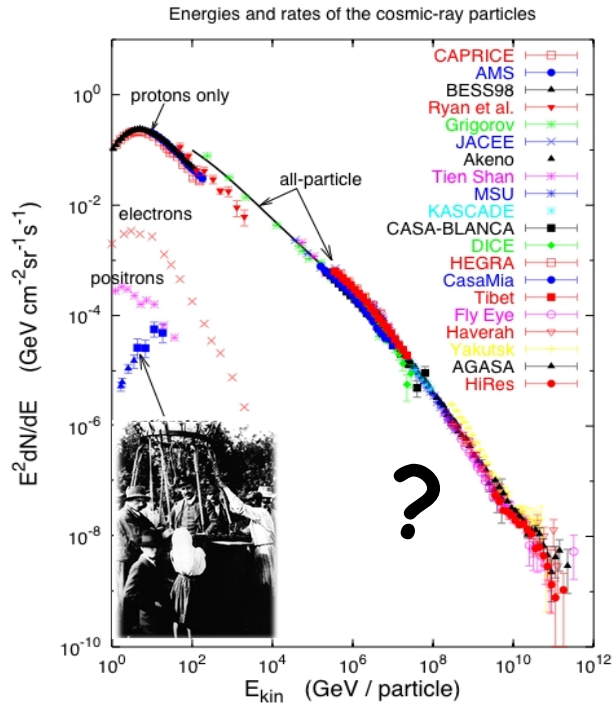 Energies and rates of the cosmic-ray particles
E²dN/dE (GeV cm⁻² sr⁻¹ s⁻¹)
10⁰
10⁻²
10⁻⁴
10⁻⁶
10⁻⁸
10⁻¹⁰
protons only
all-particle
electrons
positrons
?
CAPRICE
AMS
BESS98
Ryan et al.
Grigorov
JACEE
Akeno
Tien Shan
MSU
KASCADE
CASA-BLANCA
DICE
HEGRA
CasaMia
Tibet
Fly Eye
Haverah
Yakutsk
AGASA
HiRes
10⁰ 10² 10⁴ 10⁶ 10⁸ 10¹⁰ 10¹²
E_kin (GeV / particle)